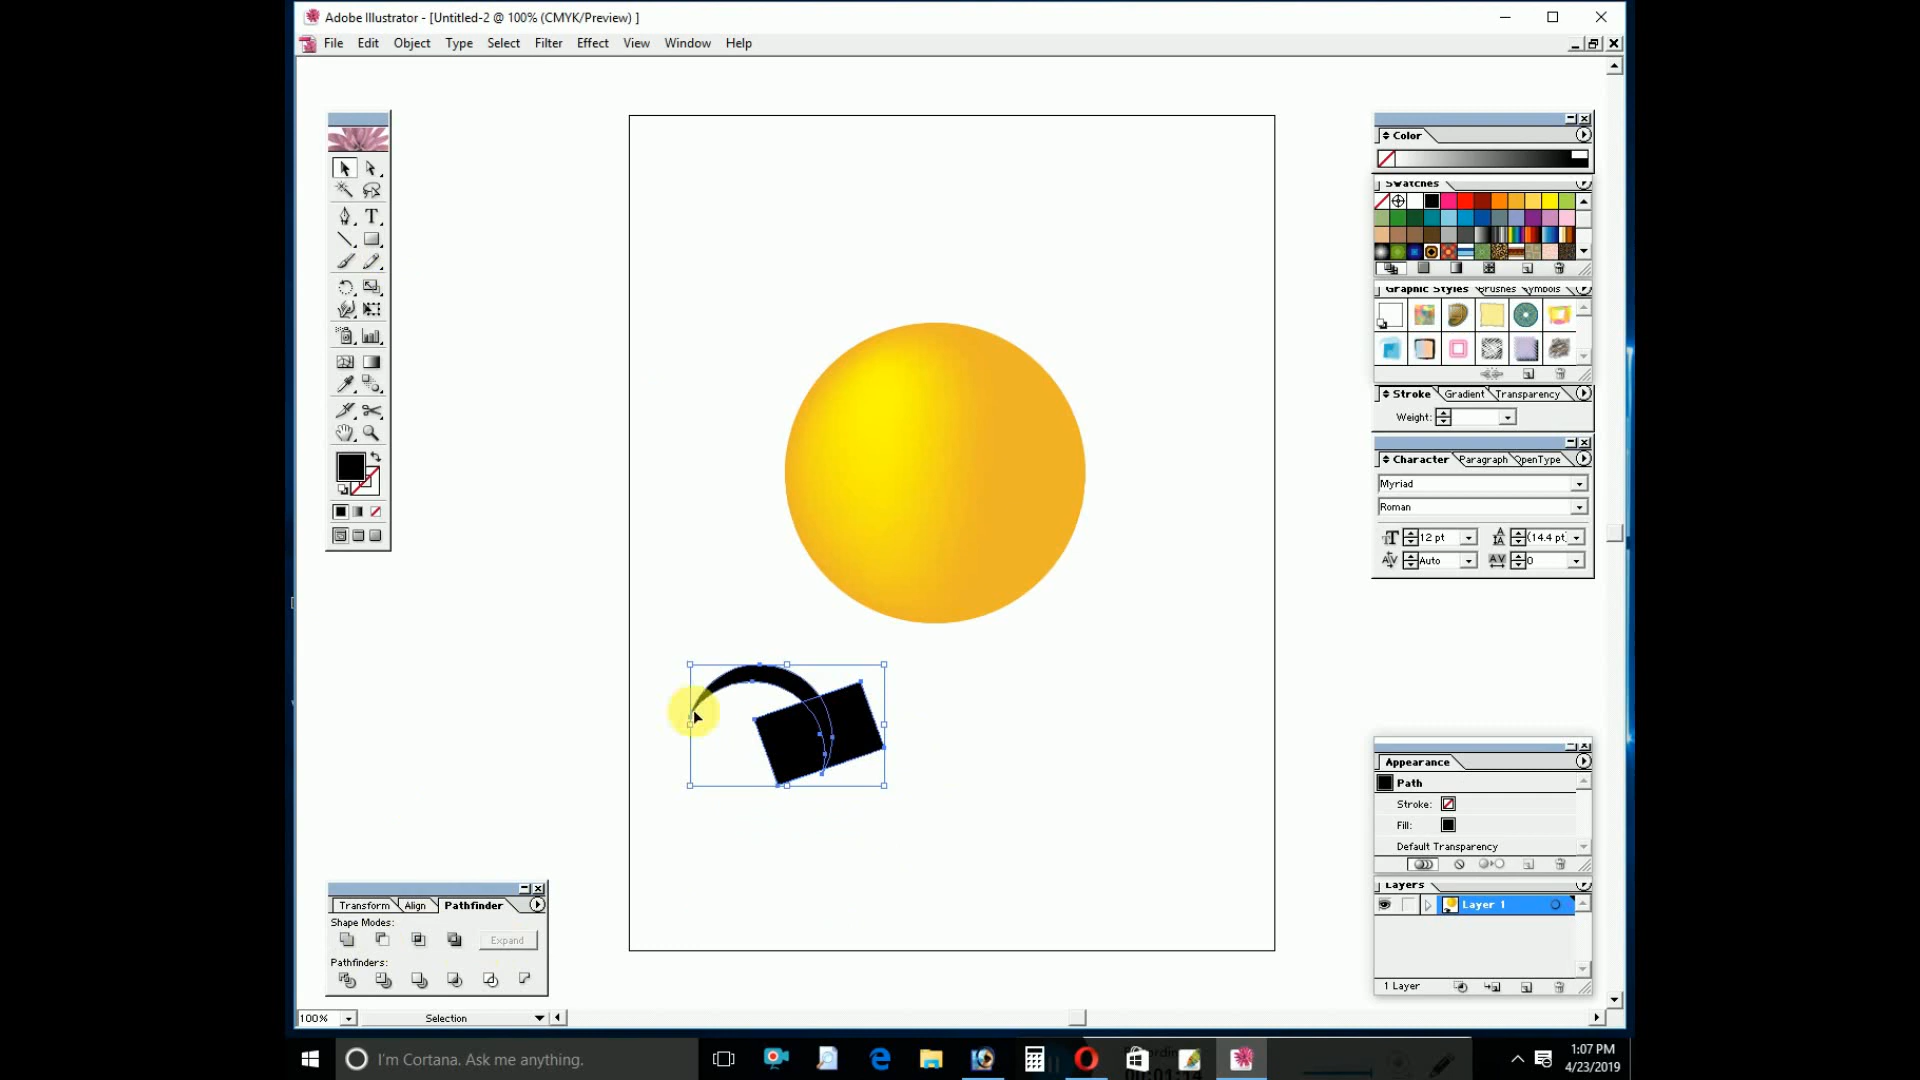 Adobe Illustrator - [Untitled-2 @ 100% (CMYK/Preview) ]
File Edit Object Type Select Filter Effect View Window Help
Color
Swatches
Graphic Styles Brushes Symbols
Stroke Gradient Transparency
Weight:
Character Paragraph OpenType
Myriad
Roman
12 pt (14.4 pt
Auto 0
Appearance
Path
Stroke:
Fill:
Default Transparency
Layers
Layer 1
1 Layer
Transform Align Pathfinder
Shape Modes:
Expand
Pathfinders:
100% Selection
I'm Cortana. Ask me anything.
1:07 PM
4/23/2019